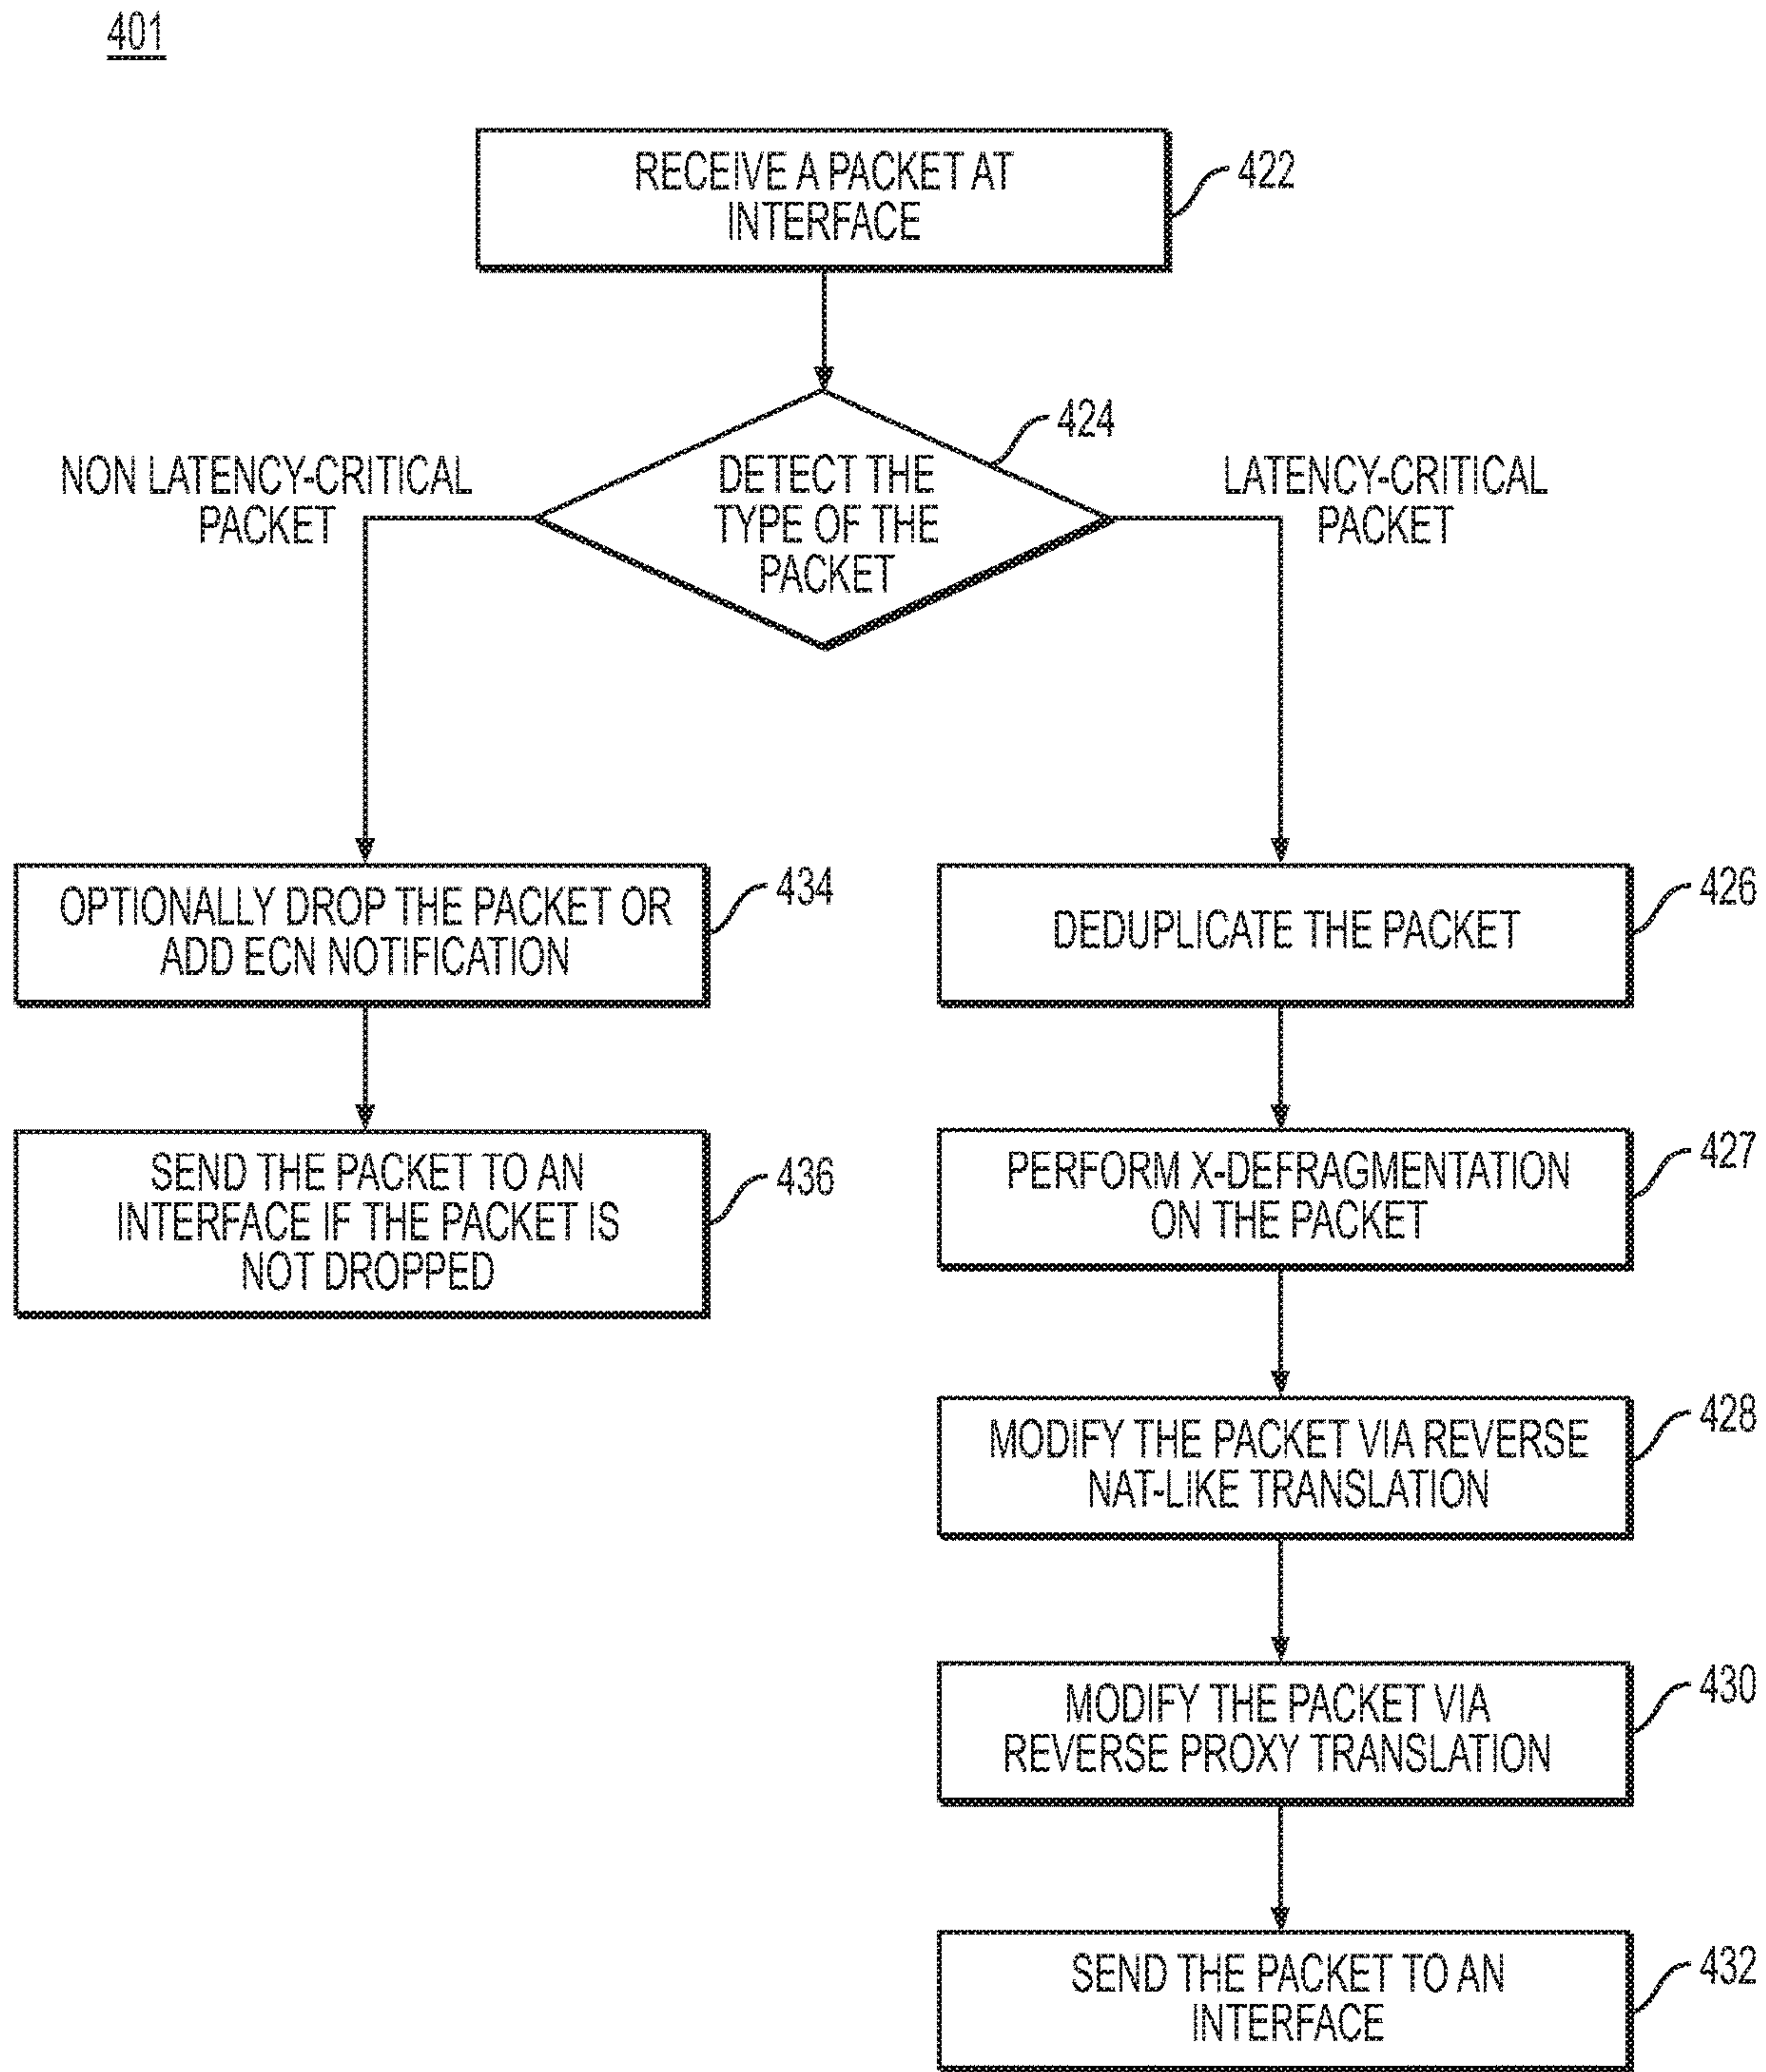 401
RECEIVE A PACKET AT
INTERFACE
422
424
DETECT THE
TYPE OF THE
PACKET
NON LATENCY-CRITICAL
PACKET
LATENCY-CRITICAL
PACKET
OPTIONALLY DROP THE PACKET OR
ADD ECN NOTIFICATION
434
DEDUPLICATE THE PACKET
426
SEND THE PACKET TO AN
INTERFACE IF THE PACKET IS
NOT DROPPED
436
PERFORM X-DEFRAGMENTATION
ON THE PACKET
427
MODIFY THE PACKET VIA REVERSE
NAT-LIKE TRANSLATION
428
MODIFY THE PACKET VIA
REVERSE PROXY TRANSLATION
430
SEND THE PACKET TO AN
INTERFACE
432